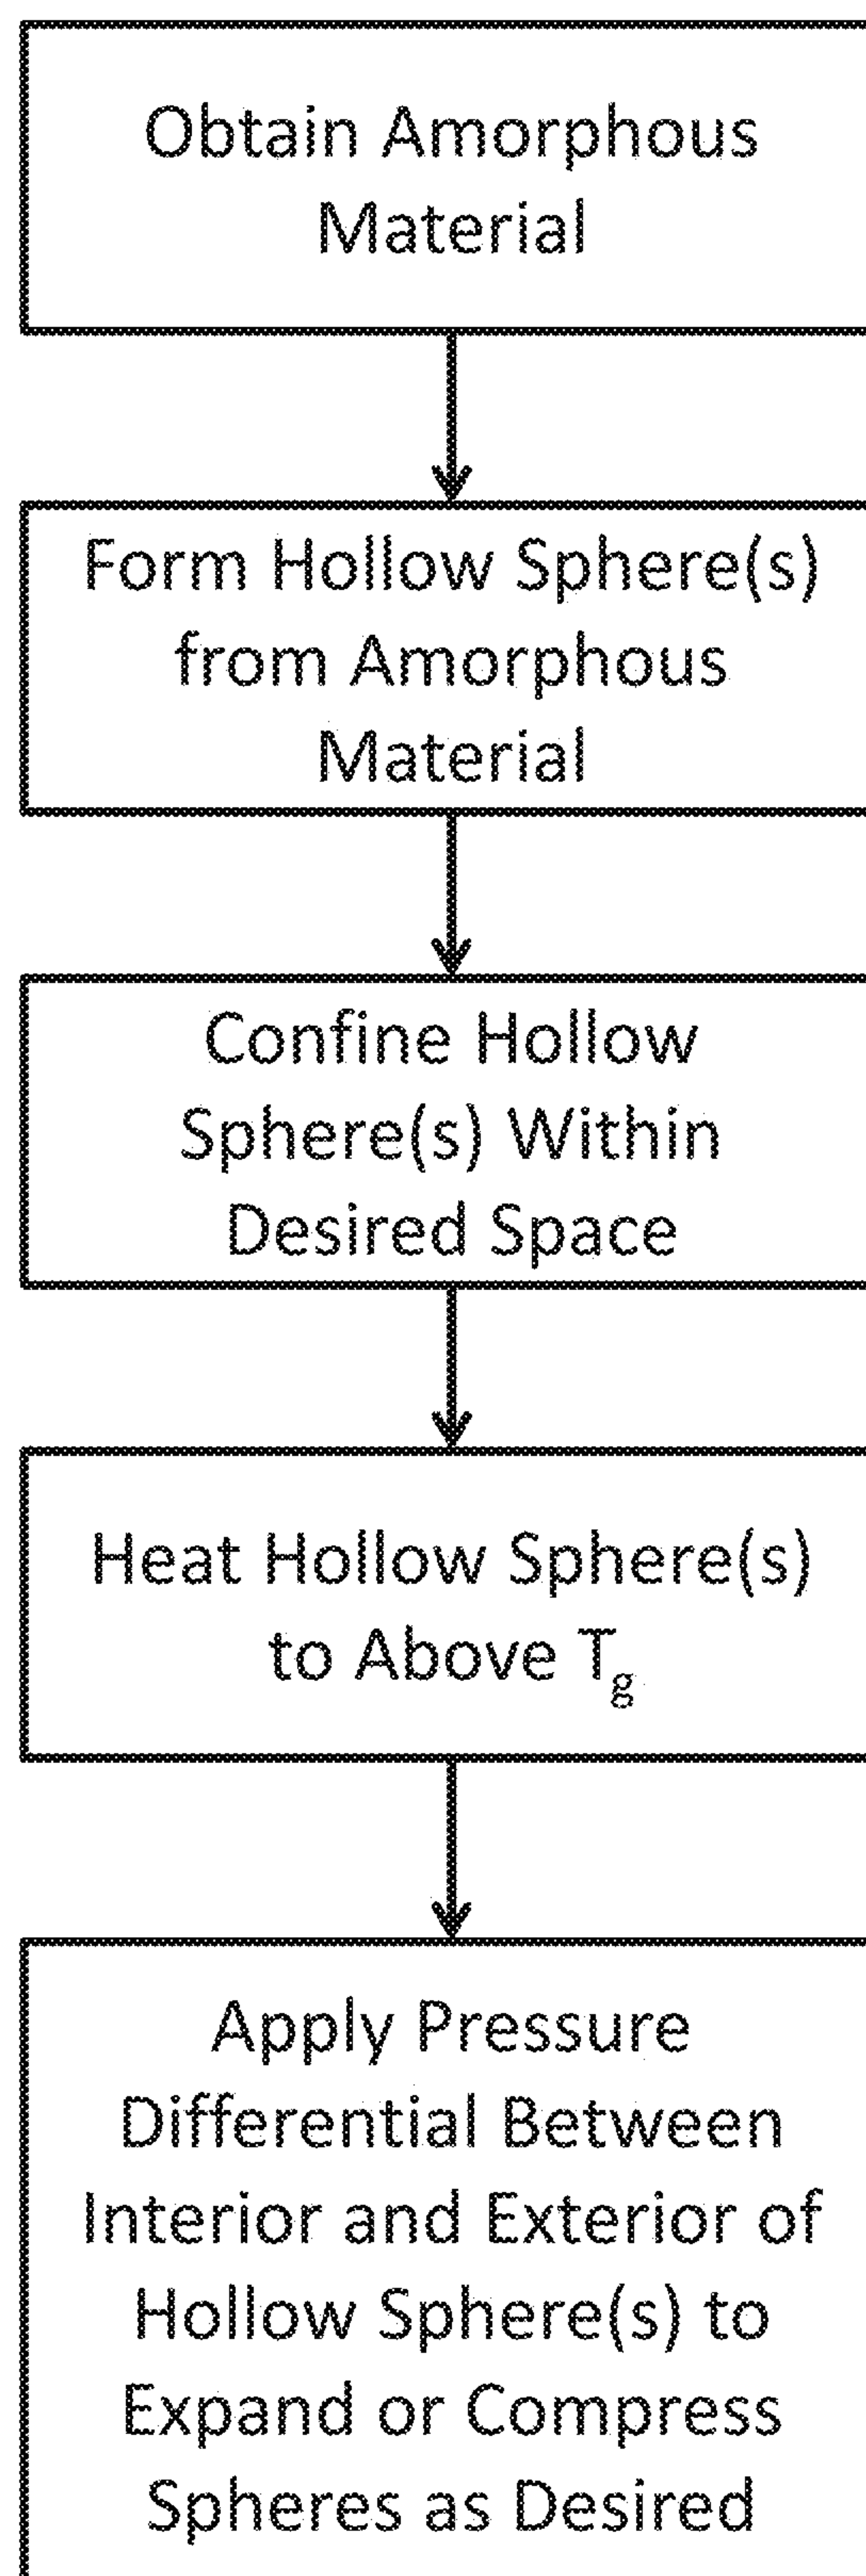 Obtain Amorphous
Material
Form Hollow Sphere(s)
from Amorphous
Material
Confine Hollow
Sphere(s) Within
Desired Space
Heat Hollow Sphere(s)
to Above Tg
Apply Pressure
Differential Between
Interior and Exterior of
Hollow Sphere(s) to
Expand or Compress
Spheres as Desired